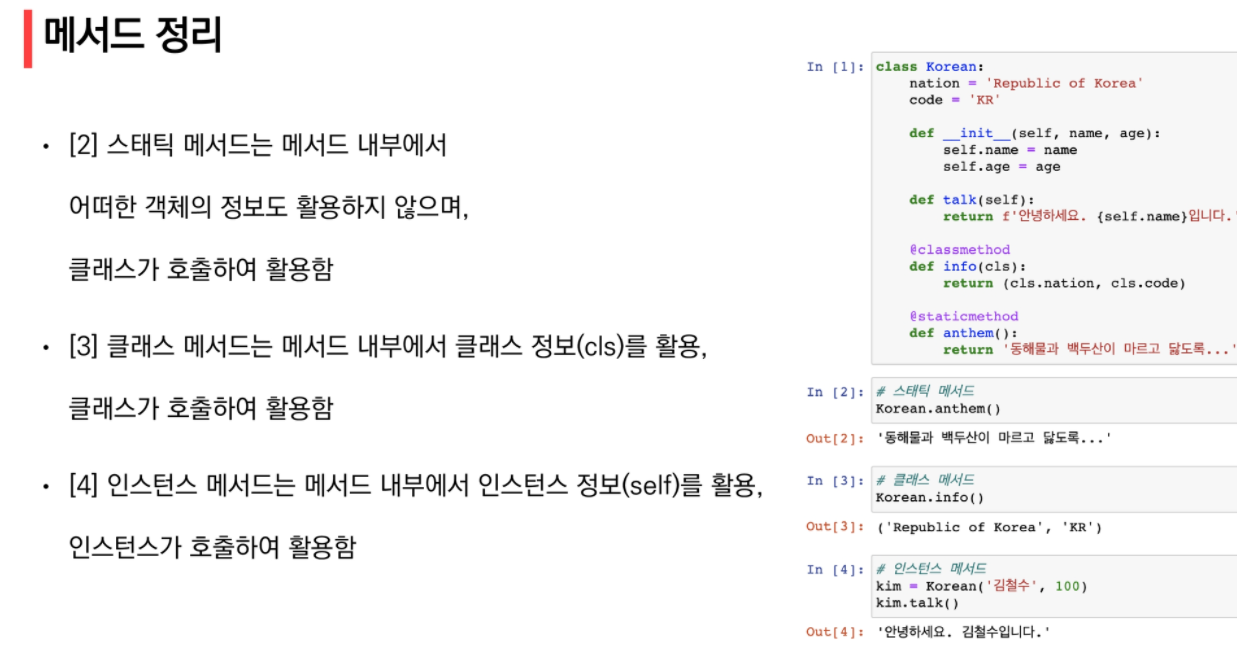 메서드 정리
• [2] 스태틱 메서드는 메서드 내부에서
어떠한 객체의 정보도 활용하지 않으며,
클래스가 호출하여 활용함
• [3] 클래스 메서드는 메서드 내부에서 클래스 정보(cls)를 활용,
클래스가 호출하여 활용함
• [4] 인스턴스 메서드는 메서드 내부에서 인스턴스 정보(self)를 활용,
인스턴스가 호출하여 활용함
In [1]: class Korean:
    nation = 'Republic of Korea'
    code = 'KR'
    def __init__(self, name, age):
        self.name = name
        self.age = age
    def talk(self):
        return f'안녕하세요. {self.name}입니다.'
    @classmethod
    def info(cls):
        return (cls.nation, cls.code)
    @staticmethod
    def anthem():
        return '동해물과 백두산이 마르고 닳도록...'
In [2]: # 스태틱 메서드
Korean.anthem()
Out[2]: '동해물과 백두산이 마르고 닳도록...'
In [3]: # 클래스 메서드
Korean.info()
Out[3]: ('Republic of Korea', 'KR')
In [4]: # 인스턴스 메서드
kim = Korean('김철수', 100)
kim.talk()
Out[4]: '안녕하세요. 김철수입니다.'